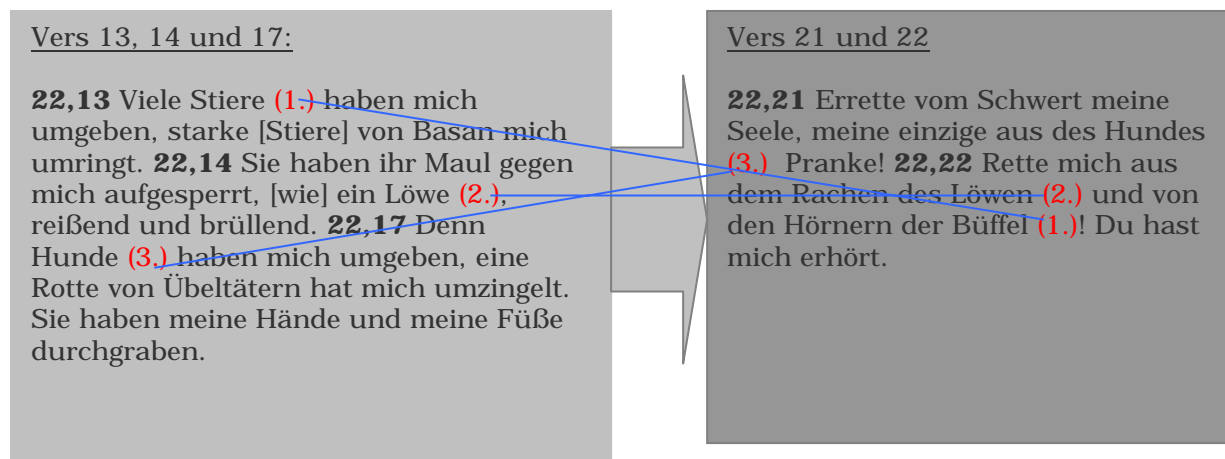 Vers 13, 14 und 17:
22,13 Viele Stiere (1.) haben mich
umgeben, starke [Stiere] von Basan mich
umringt. 22,14 Sie haben ihr Maul gegen
mich aufgesperrt, [wie] ein Löwe (2.),
reißend und brüllend. 22,17 Denn
Hunde (3.) haben mich umgeben, eine
Rotte von Übeltätern hat mich umzingelt.
Sie haben meine Hände und meine Füße
durchgraben.
Vers 21 und 22
22,21 Errette vom Schwert meine
Seele, meine einzige aus des Hundes
(3.) Pranke! 22,22 Rette mich aus
dem Rachen des Löwen (2.) und von
den Hörnern der Büffel (1.)! Du hast
mich erhört.